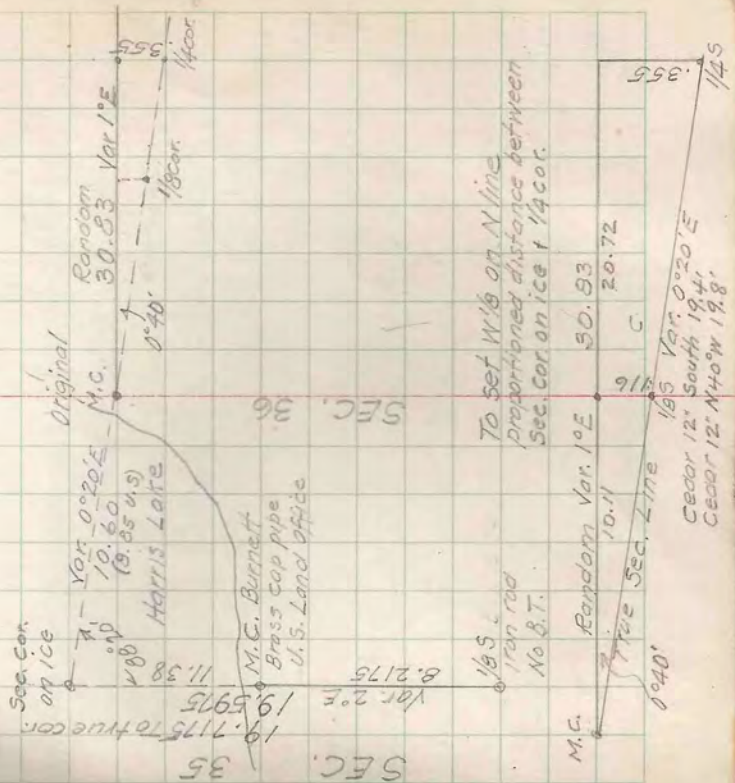 Sec. Cor.
on ice
Var. 0°20'E
10.60
(9.85 U.S)
Harris Lake
Original
M.C.
Random
30.83 Var 1°E
.355
1/4 cor.
1/8 cor.
0°40'
11.38
19.5975
19.7175 To true cor.
M.C. Burnett
Brass cap pipe
U.S. Land Office
SEC. 36
SEC. 35
Var. 2°E
8.2175
1/8 S
iron rod
No B.T.
To set W 1/8 on N line
proportioned distance between
Sec. Cor. on ice & 1/4 cor.
M.C.
Random Var. 1°E 30.83
10.11
20.72
.355
True Sec. Line
0°40'
116
C
1/8 S Var. 0°20'E
1/4 S
Cedar 12" South 19.4'
Cedar 12" N40°W 19.8'